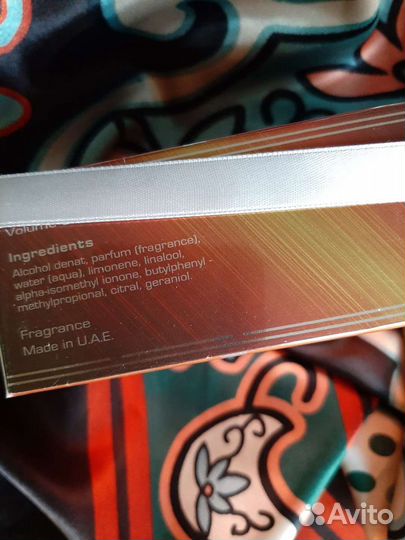 Volume
Ingredients
Alcohol denat, parfum (fragrance),
water (aqua), limonene, linalool,
alpha-isomethyl ionone, butylphenyl -
methylpropional, citral, geraniol.
Fragrance
Made in U.A.E.
Avito